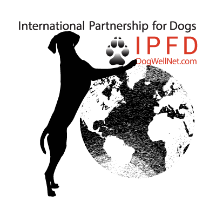 International Partnership for Dogs
IPFD
DogWellNet.com